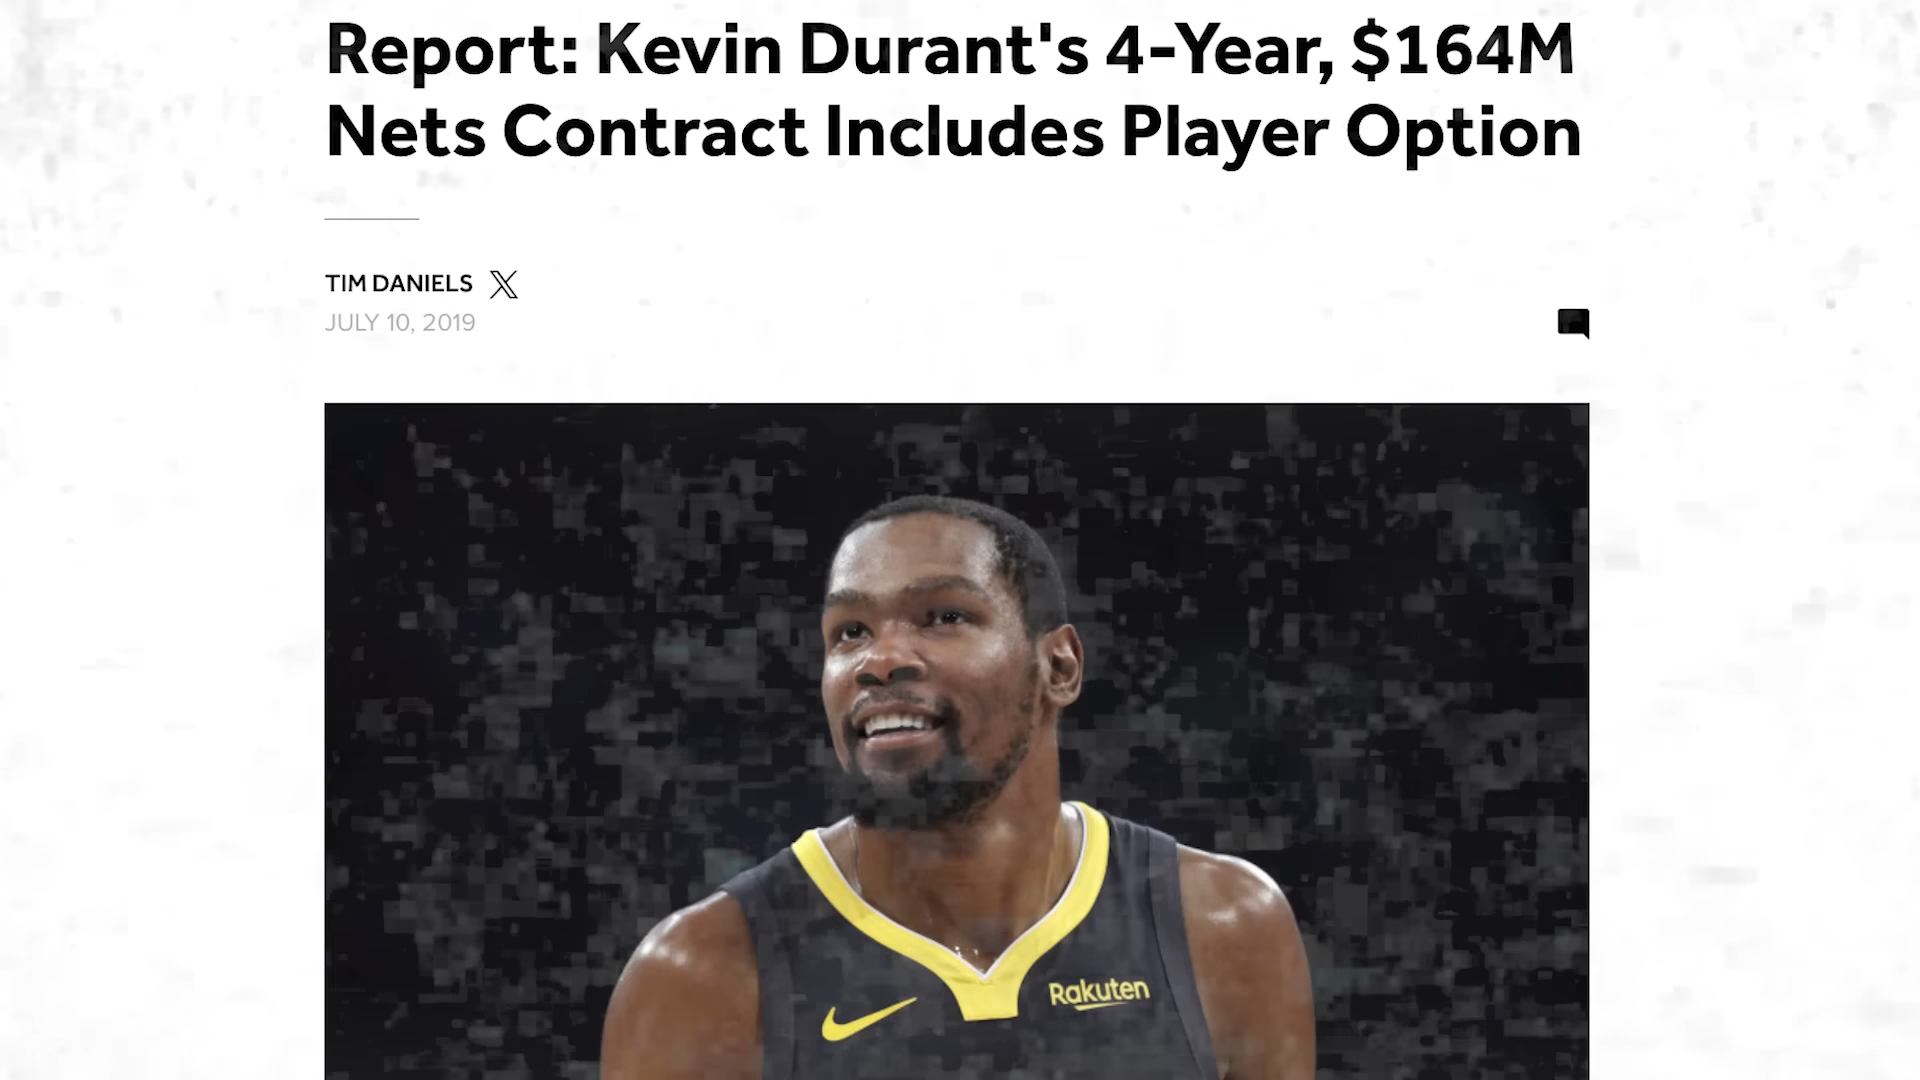 Report: Kevin Durant's 4-Year, $164M
Nets Contract Includes Player Option
TIM DANIELS
JULY 10, 2019
Rakuten